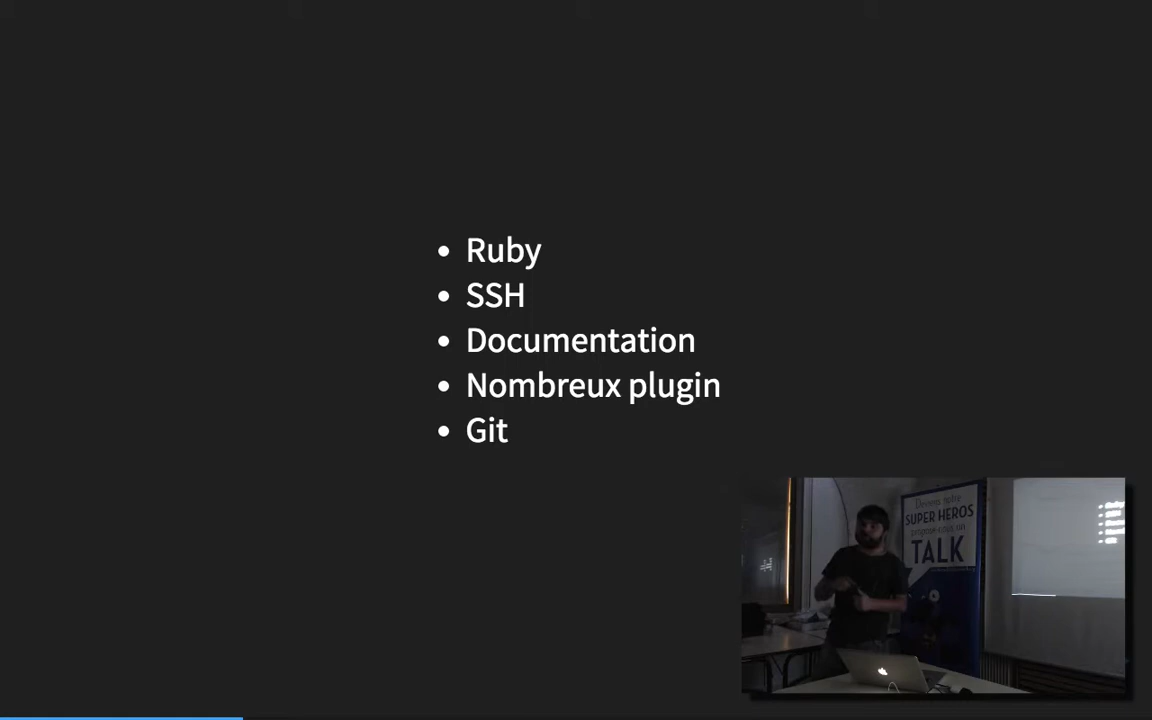 Ruby
SSH
Documentation
Nombreux plugin
Git
SUPER HEROS
TALK